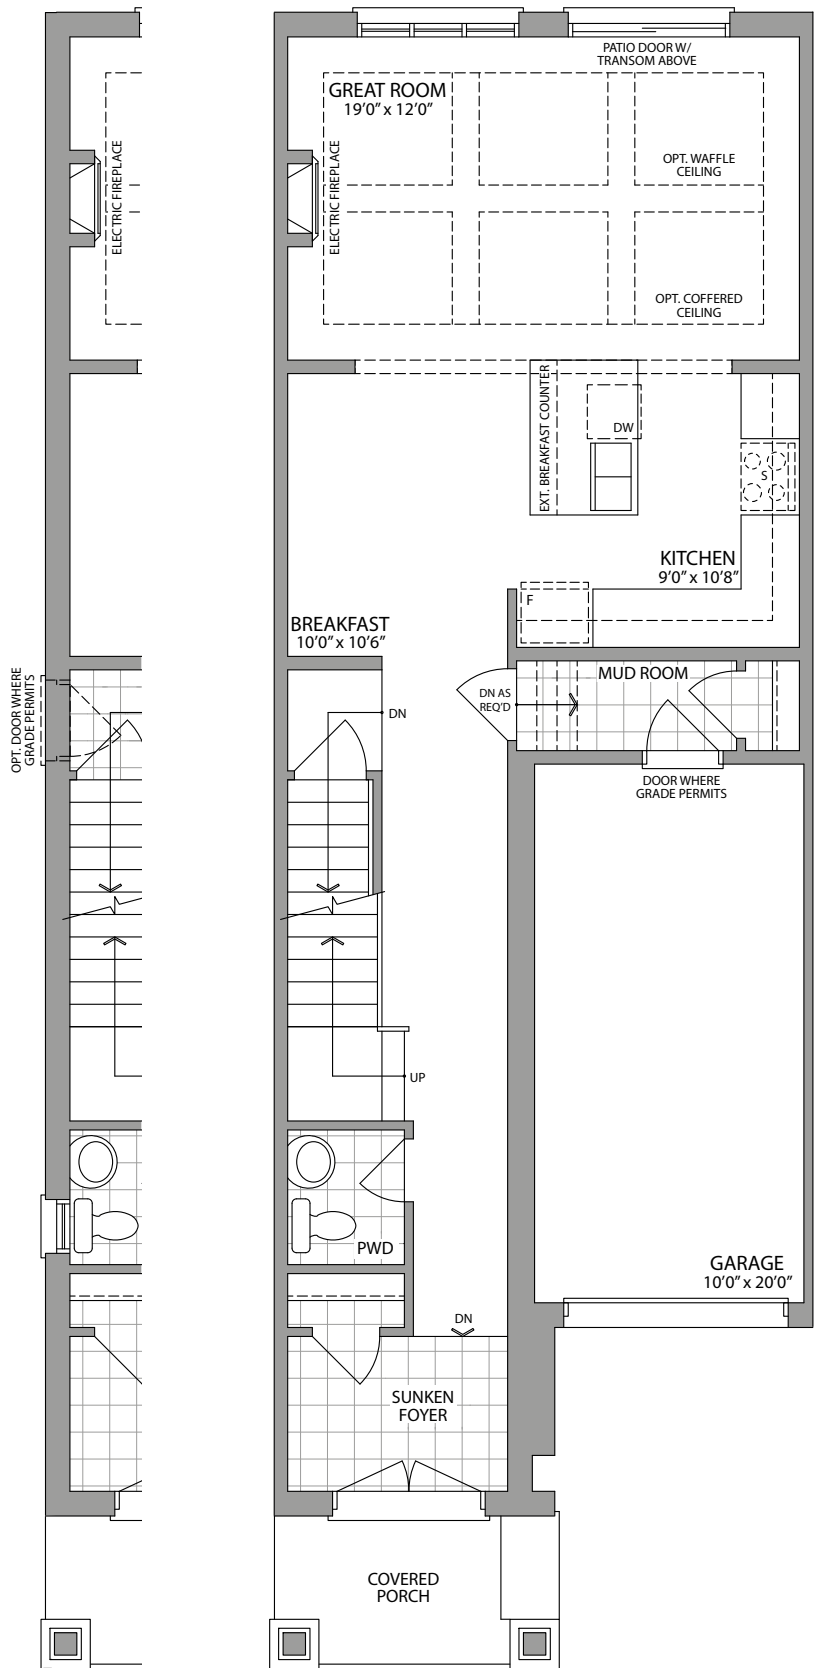 PATIO DOOR W/
TRANSOM ABOVE
GREAT ROOM
19'0" x 12'0"
ELECTRIC FIREPLACE
ELECTRIC FIREPLACE
OPT. WAFFLE
CEILING
OPT. COFFERED
CEILING
EXT. BREAKFAST COUNTER
DW
S
KITCHEN
9'0" x 10'8"
F
BREAKFAST
10'0" x 10'6"
OPT. DOOR WHERE
GRADE PERMITS
MUD ROOM
DN AS
REQ'D
DN
DOOR WHERE
GRADE PERMITS
UP
PWD
GARAGE
10'0" x 20'0"
DN
SUNKEN
FOYER
COVERED
PORCH